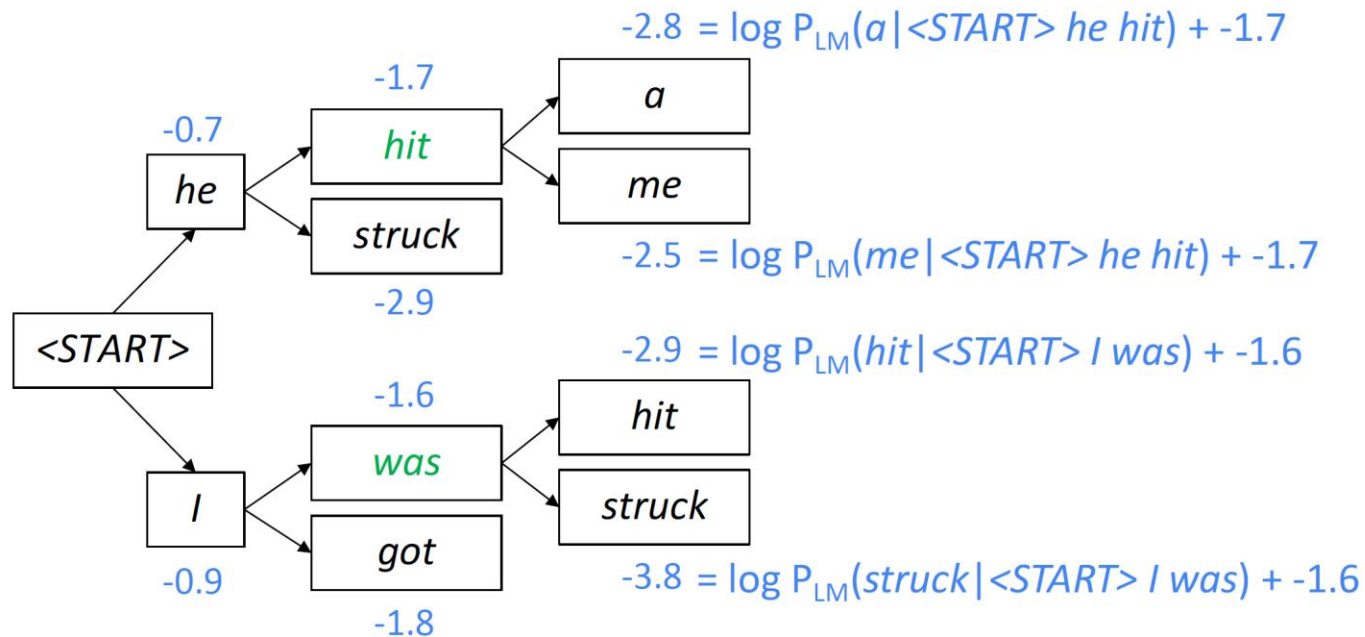 -2.8 = log P_LM(a|<START> he hit) + -1.7
-1.7
a
-0.7
hit
he
me
struck
-2.5 = log P_LM(me|<START> he hit) + -1.7
-2.9
<START>
-2.9 = log P_LM(hit|<START> I was) + -1.6
-1.6
hit
was
I
struck
got
-0.9
-3.8 = log P_LM(struck|<START> I was) + -1.6
-1.8